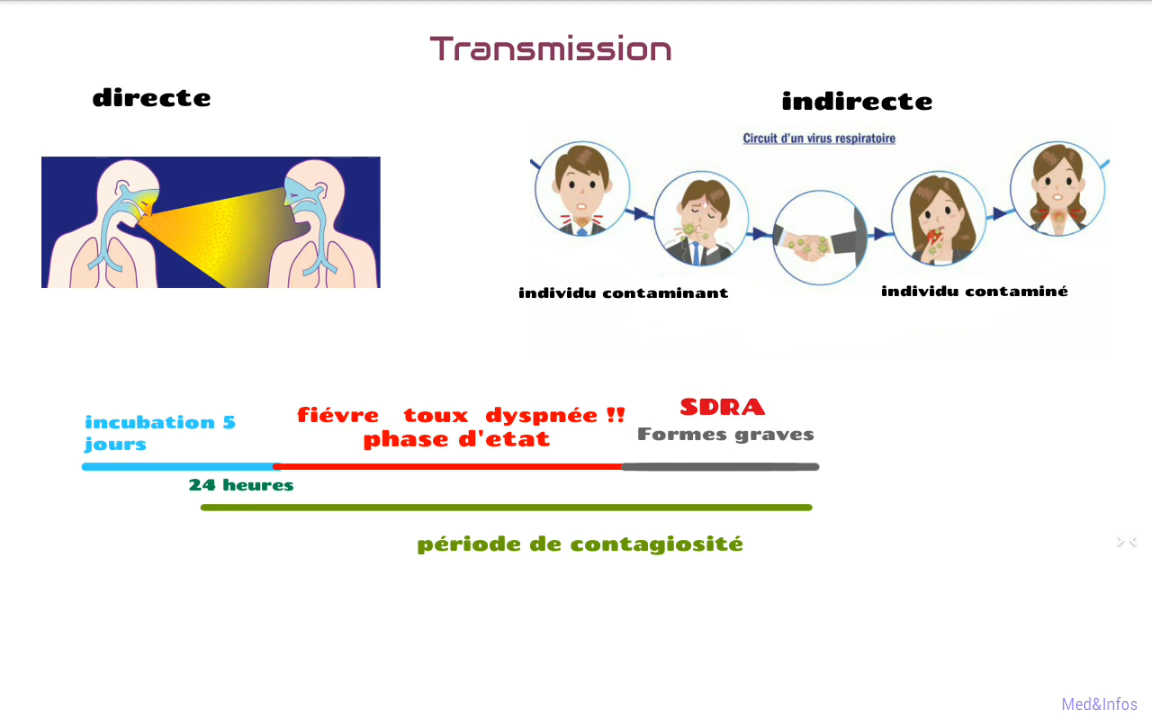 Transmission
directe
indirecte
Circuit d'un virus respiratoire
individu contaminant
individu contaminé
incubation 5
jours
fiévre toux dyspnée !!
phase d'etat
SDRA
Formes graves
24 heures
période de contagiosité
Med&Infos